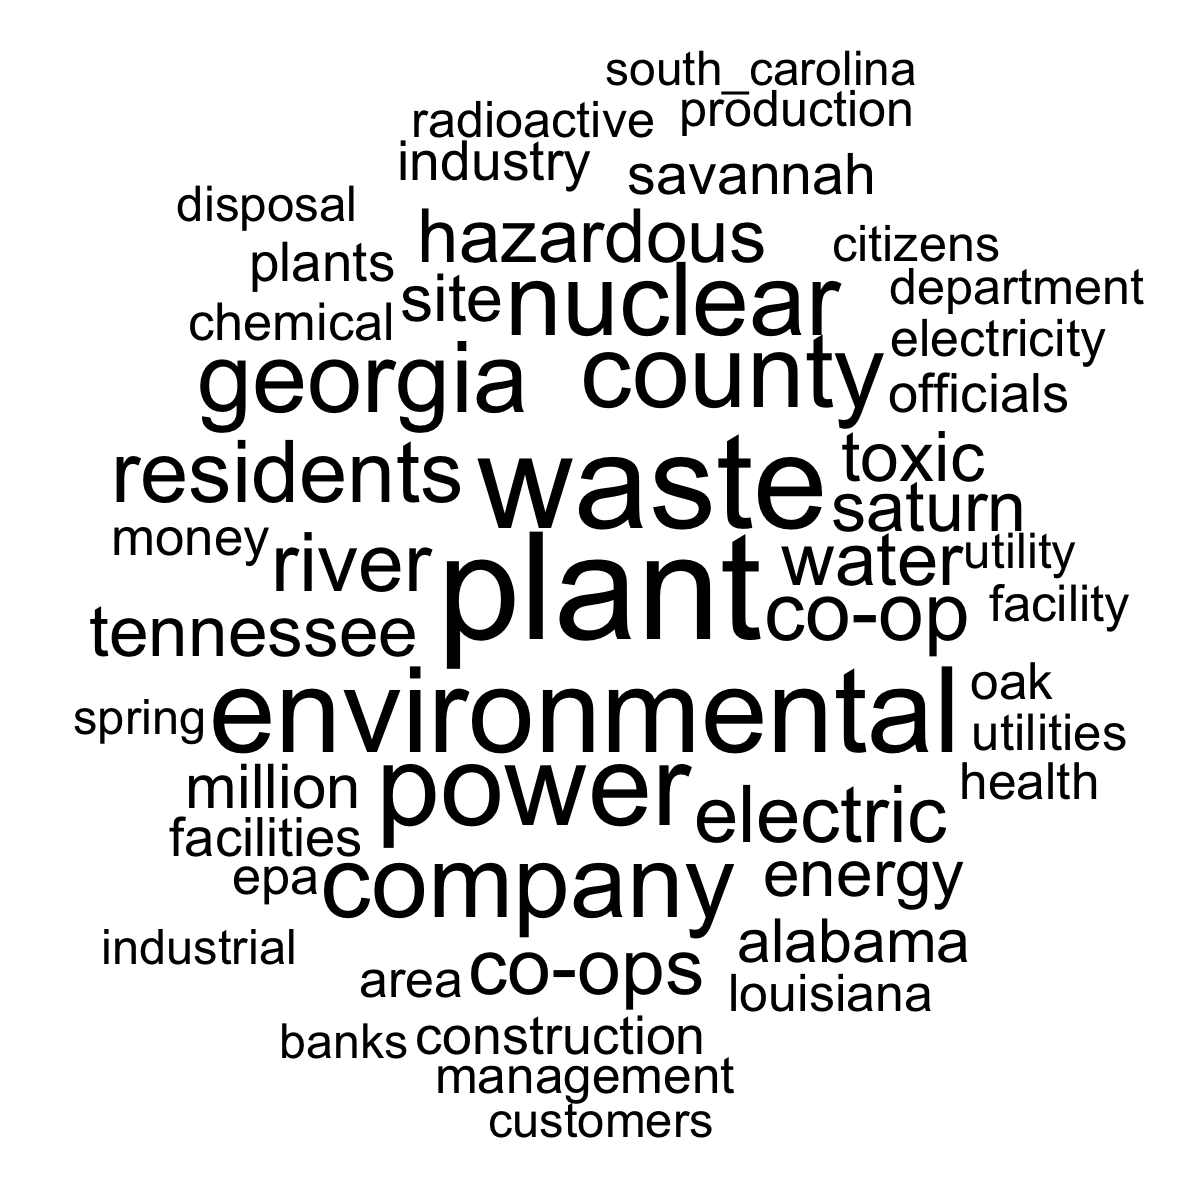 south_carolina
radioactive production
industry savannah
disposal hazardous citizens
plants site nuclear department
chemical electricity
georgia county officials
residents waste toxic
saturn
money river plant water utility
tennessee co-op facility
spring environmental oak
utilities
million power electric health
facilities
epa company energy
industrial alabama
area co-ops louisiana
banks construction
management
customers